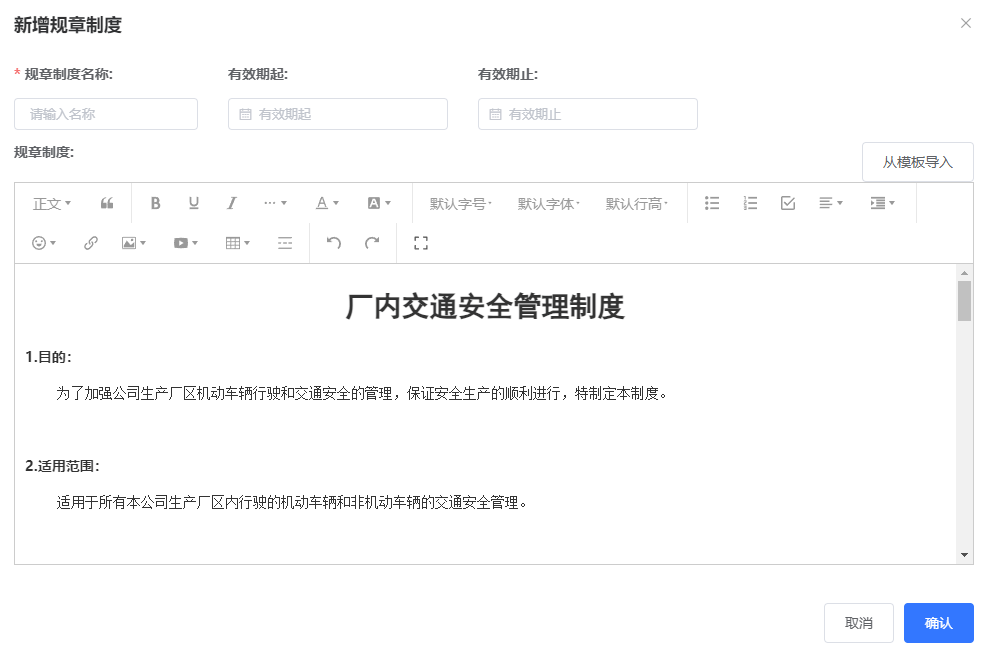 新增规章制度
* 规章制度名称:
有效期起:
有效期止:
请输入名称
有效期起
有效期止
规章制度:
从模板导入
正文 B U I ··· A A 默认字号 默认字体 默认行高
厂内交通安全管理制度
1.目的：
为了加强公司生产厂区机动车辆行驶和交通安全的管理，保证安全生产的顺利进行，特制定本制度。
2.适用范围：
适用于所有本公司生产厂区内行驶的机动车辆和非机动车辆的交通安全管理。
取消
确认